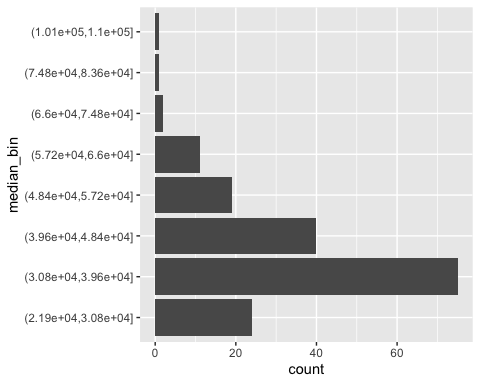 (1.01e+05,1.1e+05]
(7.48e+04,8.36e+04]
(6.6e+04,7.48e+04]
(5.72e+04,6.6e+04]
(4.84e+04,5.72e+04]
(3.96e+04,4.84e+04]
(3.08e+04,3.96e+04]
(2.19e+04,3.08e+04]
median_bin
0 20 40 60
count